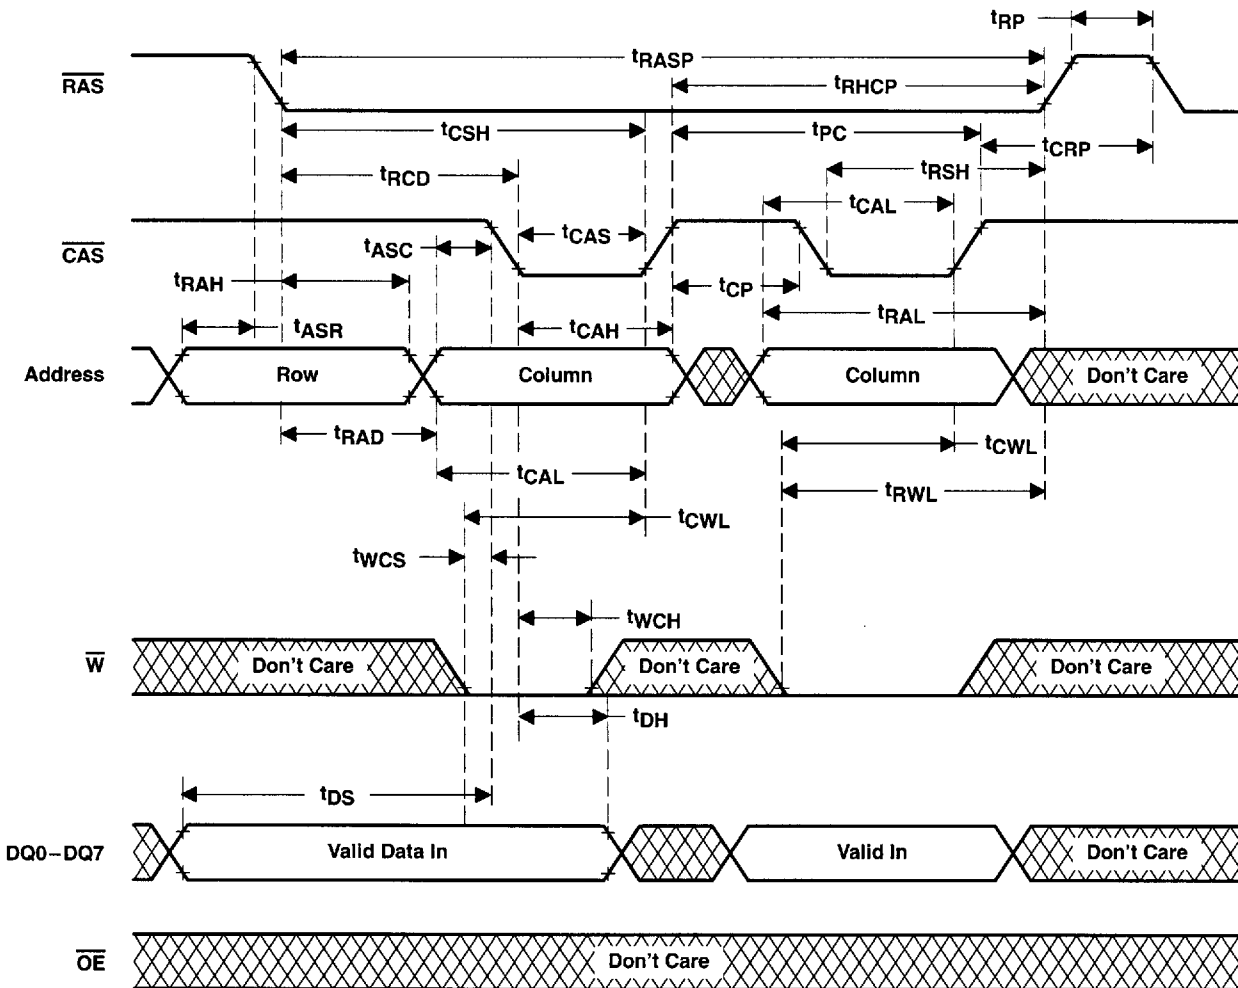 tRP
tRASP
RAS
tRHCP
tCSH
tPC
tCRP
tRCD
tRSH
tCAL
CAS
tASC
tCAS
tRAH
tCP
tASR
tCAH
tRAL
Address
Row
Column
Column
Don't Care
tRAD
tCWL
tCAL
tRWL
tCWL
tWCS
tWCH
W
Don't Care
Don't Care
Don't Care
tDH
tDS
DQ0–DQ7
Valid Data In
Valid In
Don't Care
OE
Don't Care